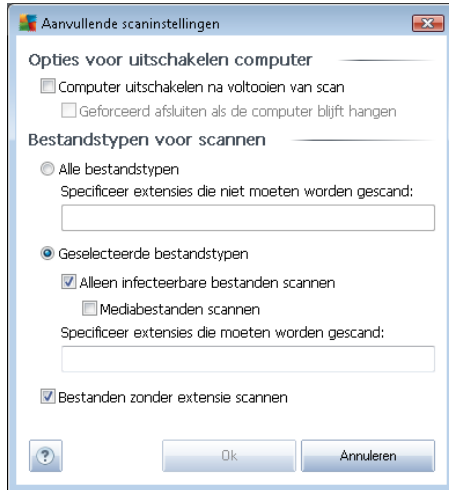 Aanvullende scaninstellingen
Opties voor uitschakelen computer
Computer uitschakelen na voltooien van scan
Geforceerd afsluiten als de computer blijft hangen
Bestandstypen voor scannen
Alle bestandstypen
Specificeer extensies die niet moeten worden gescand:
Geselecteerde bestandstypen
Alleen infecteerbare bestanden scannen
Mediabestanden scannen
Specificeer extensies die moeten worden gescand:
Bestanden zonder extensie scannen
? Ok Annuleren